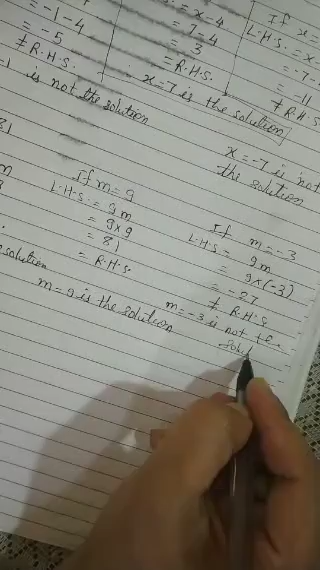 = -1-4
= -5
≠ R.H.S.
-1 is not the solution
= x-4
= 7-4
= 3
= R.H.S.
x=7 is the solution
If x =
L.H.S. = x-
= -7-
= -11
≠ R.H.S
x=-7 is not
the solution
81
m
solution
If m=9
L.H.S. = 9m
= 9×9
= 81
= R.H.S.
m=9 is the solution
If m=-3
L.H.S = 9m
= 9×(-3)
= -27
≠ R.H.S
m=-3 is not